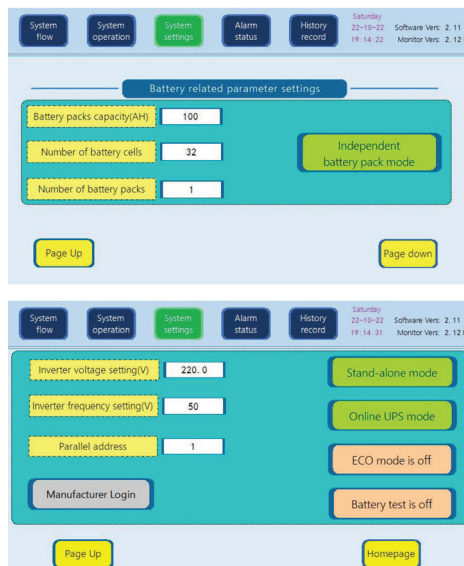 System flow
System operation
System settings
Alarm status
History record
Saturday
22-10-22 Software Vers: 2.11
19:14:22 Monitor Vers: 2.12
Battery related parameter settings
Battery packs capacity(AH) 100
Number of battery cells 32
Number of battery packs 1
Independent
battery pack mode
Page Up
Page down
System flow
System operation
System settings
Alarm status
History record
Saturday
22-10-22 Software Vers: 2.11
19:14:31 Monitor Vers: 2.12
Inverter voltage setting(V) 220.0
Inverter frequency setting(V) 50
Parallel address 1
Manufacturer Login
Stand-alone mode
Online UPS mode
ECO mode is off
Battery test is off
Page Up
Homepage